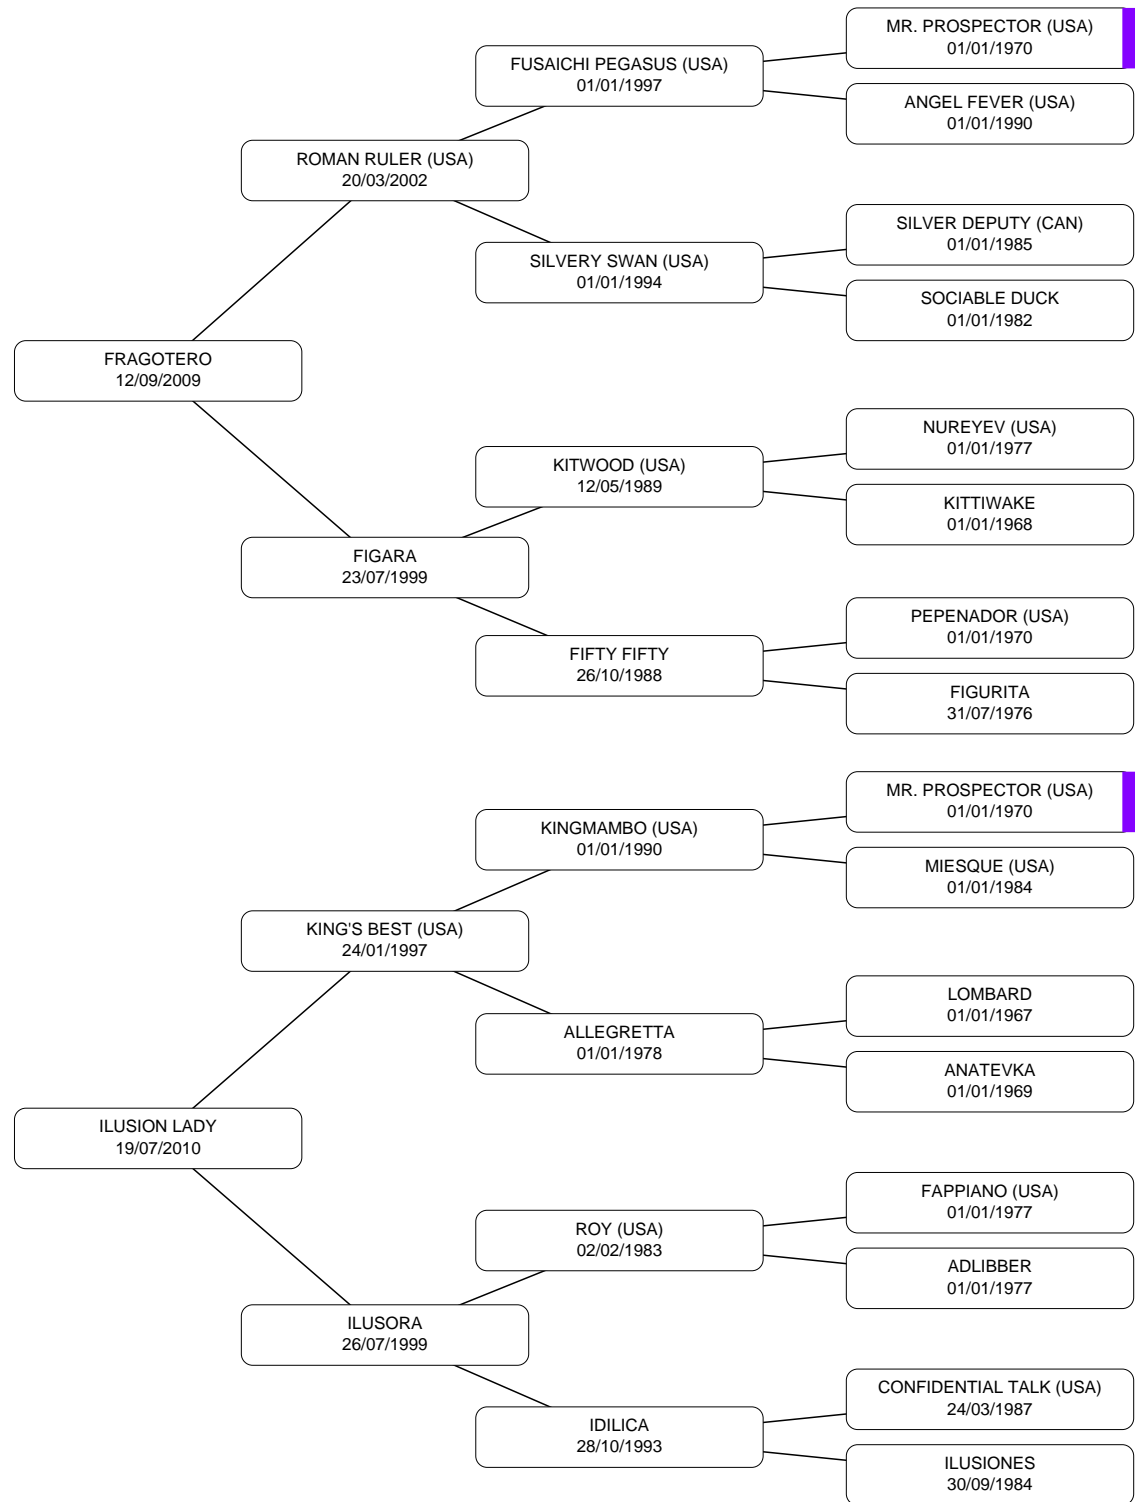 MR. PROSPECTOR (USA)
01/01/1970
FUSAICHI PEGASUS (USA)
01/01/1997
ANGEL FEVER (USA)
01/01/1990
ROMAN RULER (USA)
20/03/2002
SILVER DEPUTY (CAN)
01/01/1985
SILVERY SWAN (USA)
01/01/1994
SOCIABLE DUCK
01/01/1982
FRAGOTERO
12/09/2009
NUREYEV (USA)
01/01/1977
KITWOOD (USA)
12/05/1989
KITTIWAKE
01/01/1968
FIGARA
23/07/1999
PEPENADOR (USA)
01/01/1970
FIFTY FIFTY
26/10/1988
FIGURITA
31/07/1976
MR. PROSPECTOR (USA)
01/01/1970
KINGMAMBO (USA)
01/01/1990
MIESQUE (USA)
01/01/1984
KING'S BEST (USA)
24/01/1997
LOMBARD
01/01/1967
ALLEGRETTA
01/01/1978
ANATEVKA
01/01/1969
ILUSION LADY
19/07/2010
FAPPIANO (USA)
01/01/1977
ROY (USA)
02/02/1983
ADLIBBER
01/01/1977
ILUSORA
26/07/1999
CONFIDENTIAL TALK (USA)
24/03/1987
IDILICA
28/10/1993
ILUSIONES
30/09/1984